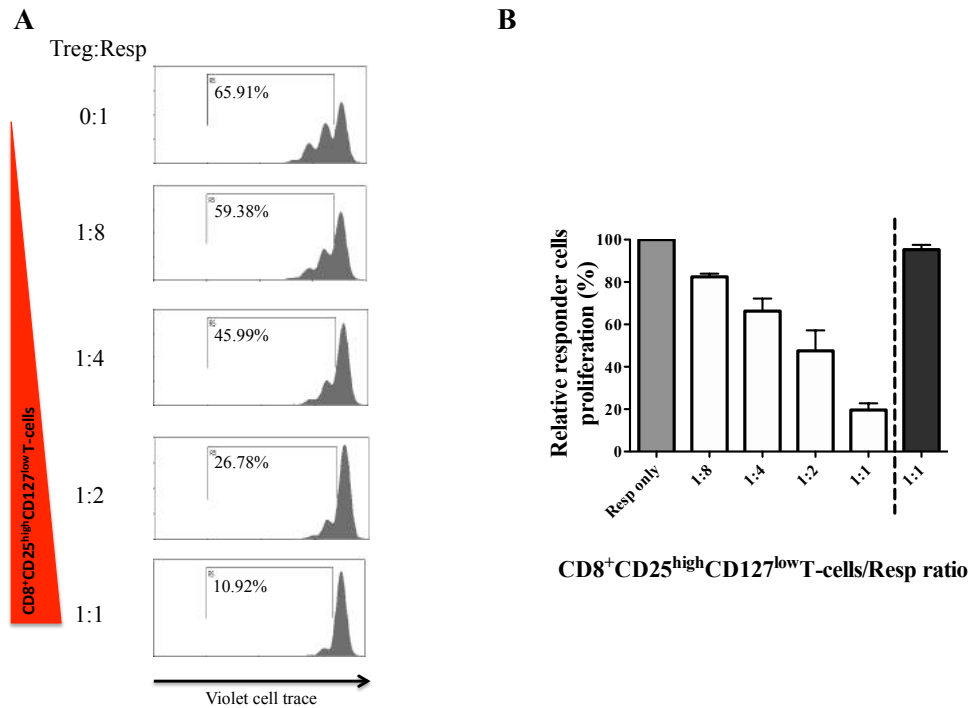 A
Treg:Resp
0:1
65.91%
1:8
59.38%
1:4
45.99%
1:2
26.78%
1:1
10.92%
CD8+CD25highCD127lowT-cells
Violet cell trace
B
Relative responder cells
proliferation (%)
100
80
60
40
20
0
Resp only
1:8
1:4
1:2
1:1
1:1
CD8+CD25highCD127lowT-cells/Resp ratio